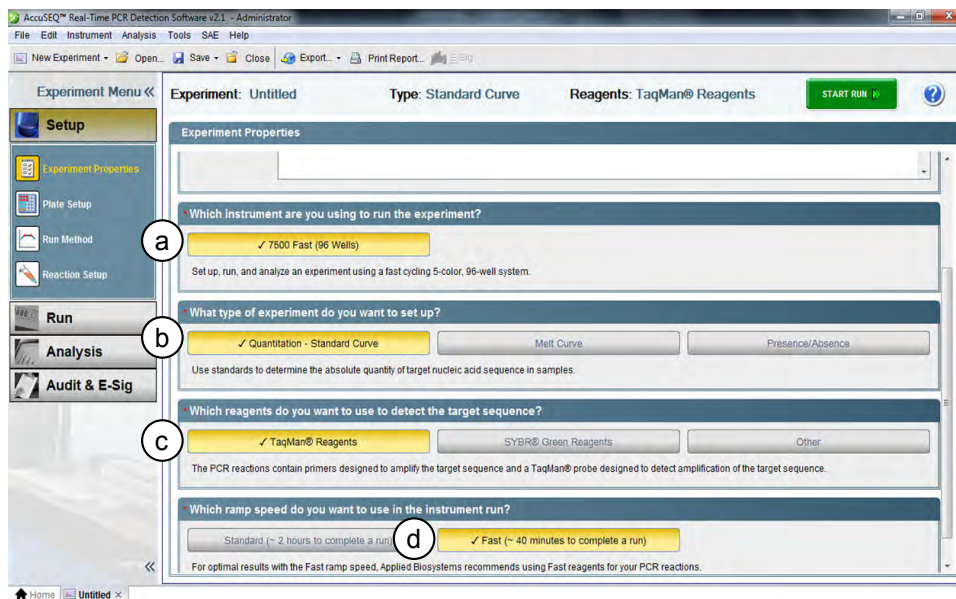 AccuSEQ™ Real-Time PCR Detection Software v2.1 - Administrator
File Edit Instrument Analysis Tools SAE Help
New Experiment Open... Save Close Export... Print Report... E-Sig
Experiment Menu «
Experiment: Untitled Type: Standard Curve Reagents: TaqMan® Reagents START RUN ?
Setup
Experiment Properties
Plate Setup
Run Method
Reaction Setup
Run
Analysis
Audit & E-Sig
«
Experiment Properties
* Which instrument are you using to run the experiment?
a
✓ 7500 Fast (96 Wells)
Set up, run, and analyze an experiment using a fast cycling 5-color, 96-well system.
* What type of experiment do you want to set up?
b
✓ Quantitation - Standard Curve Melt Curve Presence/Absence
Use standards to determine the absolute quantity of target nucleic acid sequence in samples.
* Which reagents do you want to use to detect the target sequence?
c
✓ TaqMan® Reagents SYBR® Green Reagents Other
The PCR reactions contain primers designed to amplify the target sequence and a TaqMan® probe designed to detect amplification of the target sequence.
* Which ramp speed do you want to use in the instrument run?
Standard (~ 2 hours to complete a run) d ✓ Fast (~ 40 minutes to complete a run)
For optimal results with the Fast ramp speed, Applied Biosystems recommends using Fast reagents for your PCR reactions.
Home Untitled ×